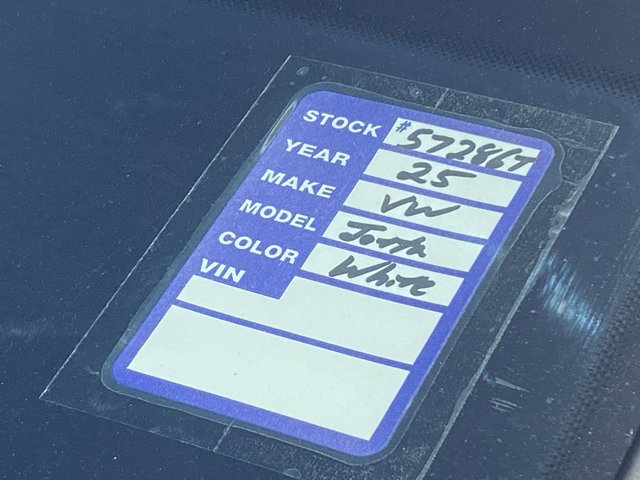 STOCK #57286T
YEAR 25
MAKE VW
MODEL Jetta
COLOR White
VIN